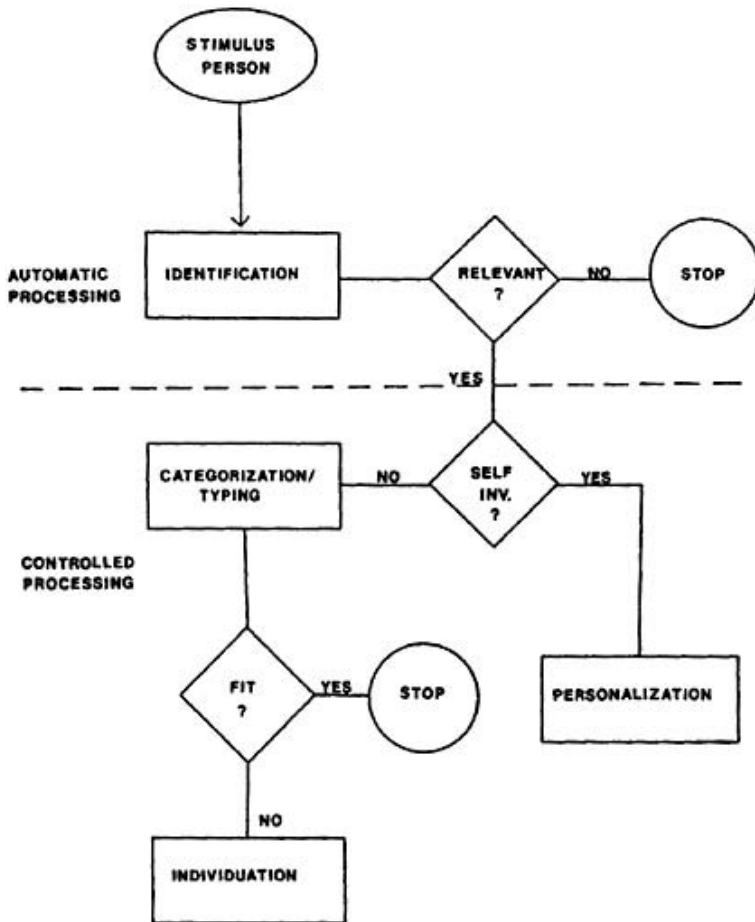 STIMULUS
PERSON
AUTOMATIC
PROCESSING
IDENTIFICATION
RELEVANT
?
NO
STOP
YES
CATEGORIZATION/
TYPING
NO
SELF
INV.
?
YES
CONTROLLED
PROCESSING
FIT
?
YES
STOP
PERSONALIZATION
NO
INDIVIDUATION